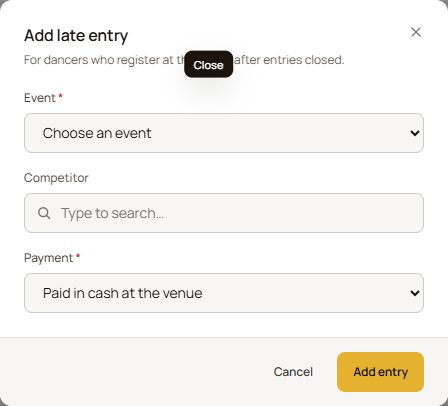 Add late entry
For dancers who register at after entries closed.
Close
Event *
Choose an event
Competitor
Type to search...
Payment *
Paid in cash at the venue
Cancel
Add entry